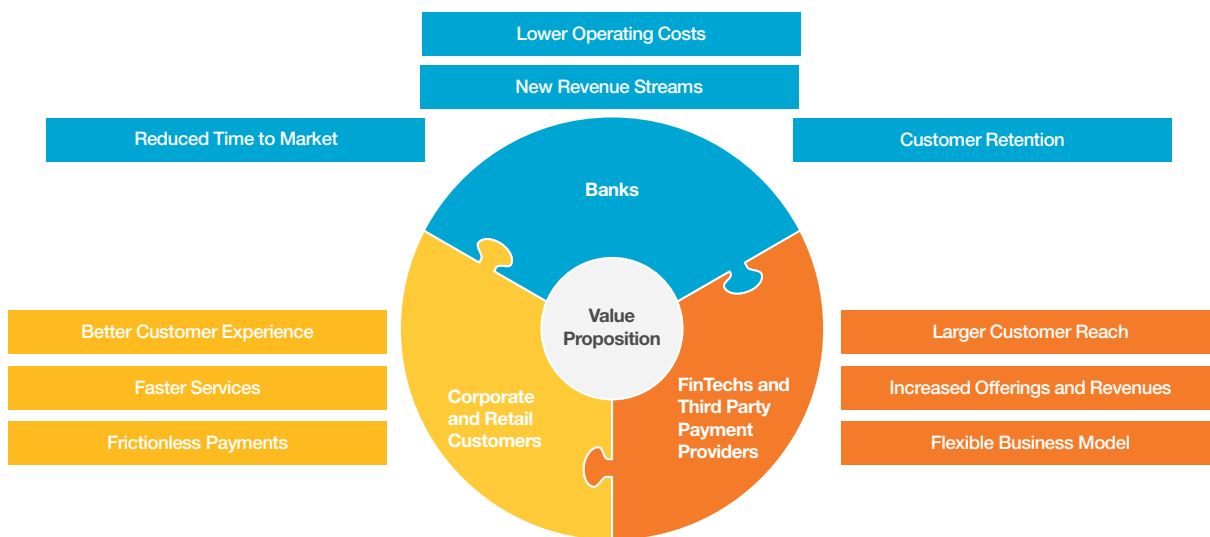 Lower Operating Costs
New Revenue Streams
Reduced Time to Market
Customer Retention
Banks
Value
Proposition
Better Customer Experience
Faster Services
Frictionless Payments
Corporate
and Retail
Customers
FinTechs and
Third Party
Payment
Providers
Larger Customer Reach
Increased Offerings and Revenues
Flexible Business Model